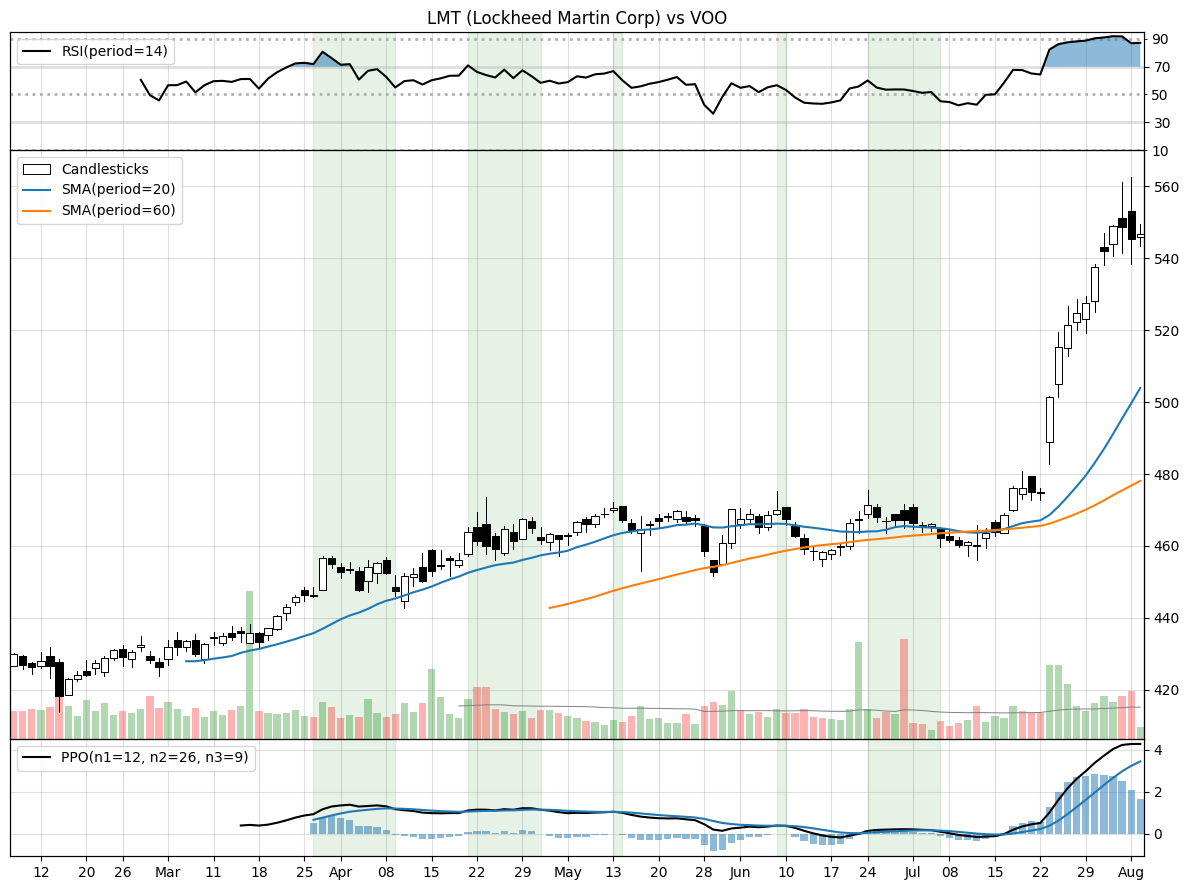 LMT (Lockheed Martin Corp) vs VOO
RSI(period=14)
90
70
50
30
10
Candlesticks
SMA(period=20)
SMA(period=60)
560
540
520
500
480
460
440
420
PPO(n1=12, n2=26, n3=9)
4
2
0
12 20 26 Mar 11 18 25 Apr 08 15 22 29 May 13 20 28 Jun 10 17 24 Jul 08 15 22 29 Aug